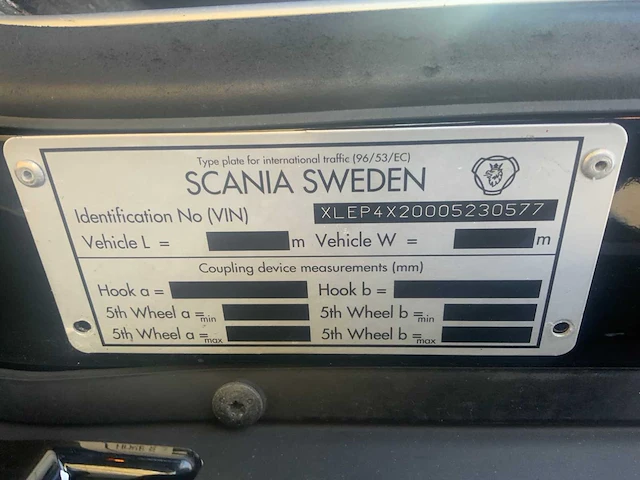 Type plate for international traffic (96/53/EC)
SCANIA SWEDEN
Identification No (VIN) XLEP4X20005230577
Vehicle L = m Vehicle W = m
Coupling device measurements (mm)
Hook a = Hook b =
5th Wheel a =min 5th Wheel b =min
5th Wheel a =max 5th Wheel b =max